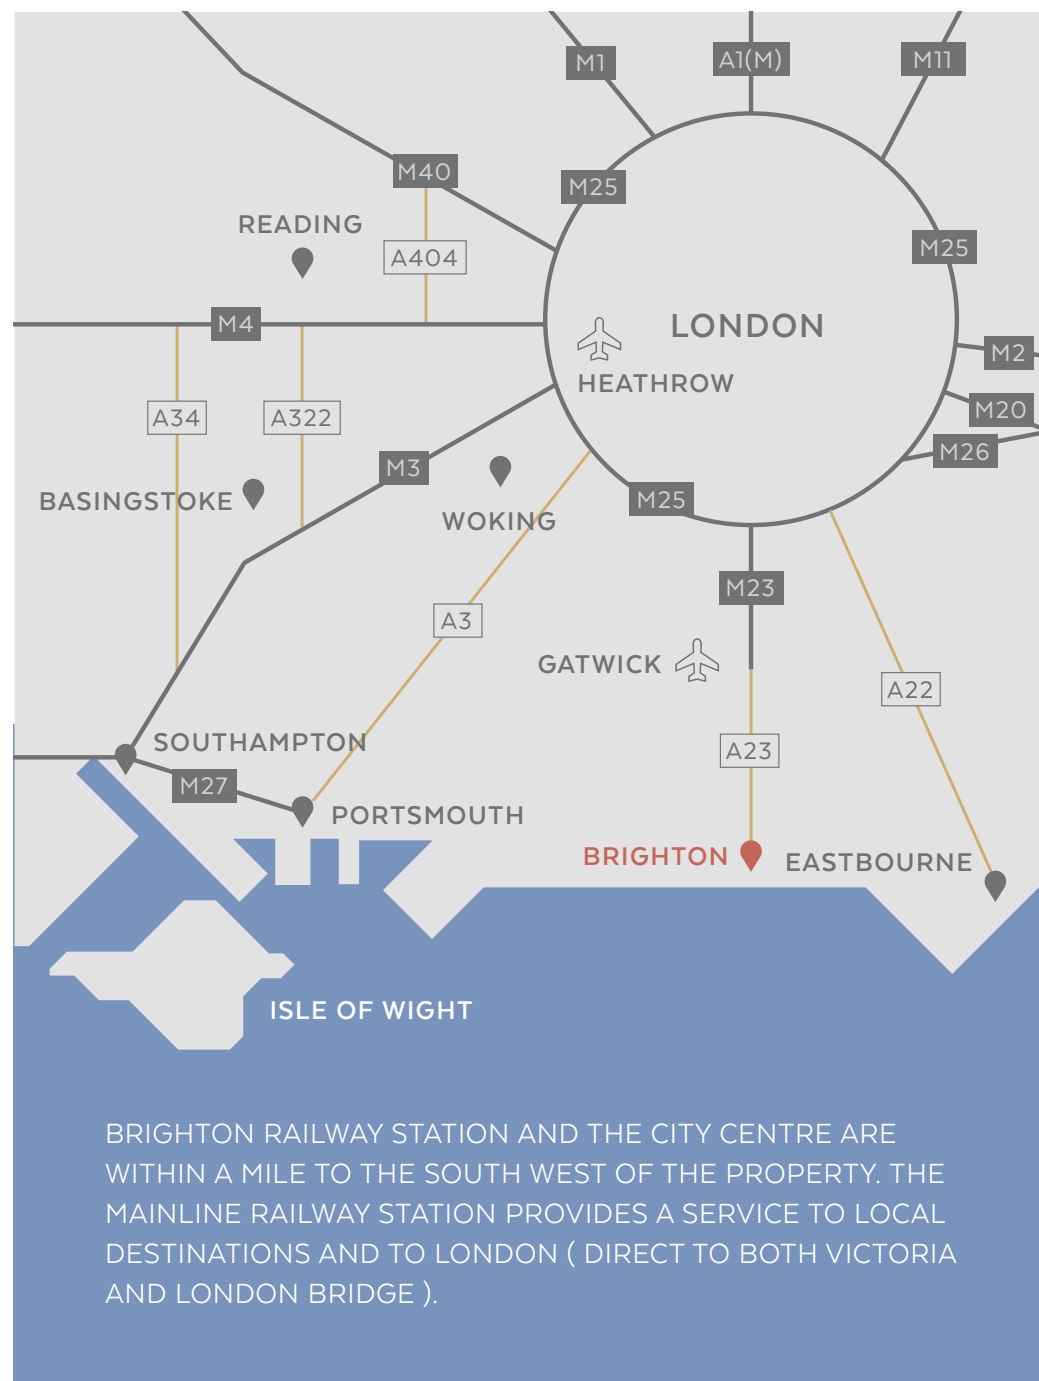 M1
A1(M)
M11
M40
M25
READING
M25
A404
M4
LONDON
M2
HEATHROW
A34
A322
M20
M26
M3
BASINGSTOKE
M25
WOKING
M23
A3
GATWICK
A22
SOUTHAMPTON
A23
M27
PORTSMOUTH
BRIGHTON
EASTBOURNE
ISLE OF WIGHT
BRIGHTON RAILWAY STATION AND THE CITY CENTRE ARE
WITHIN A MILE TO THE SOUTH WEST OF THE PROPERTY. THE
MAINLINE RAILWAY STATION PROVIDES A SERVICE TO LOCAL
DESTINATIONS AND TO LONDON ( DIRECT TO BOTH VICTORIA
AND LONDON BRIDGE ).